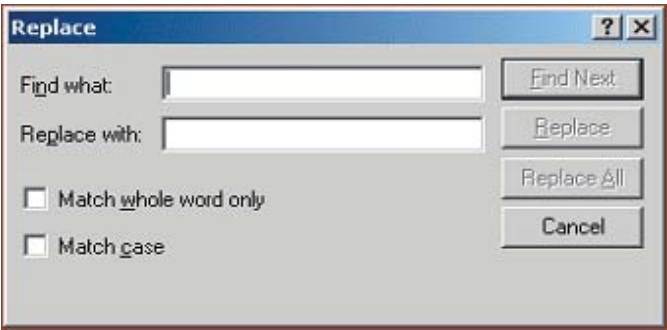 Replace
Find what:
Find Next
Replace with:
Replace
Match whole word only
Replace All
Match case
Cancel